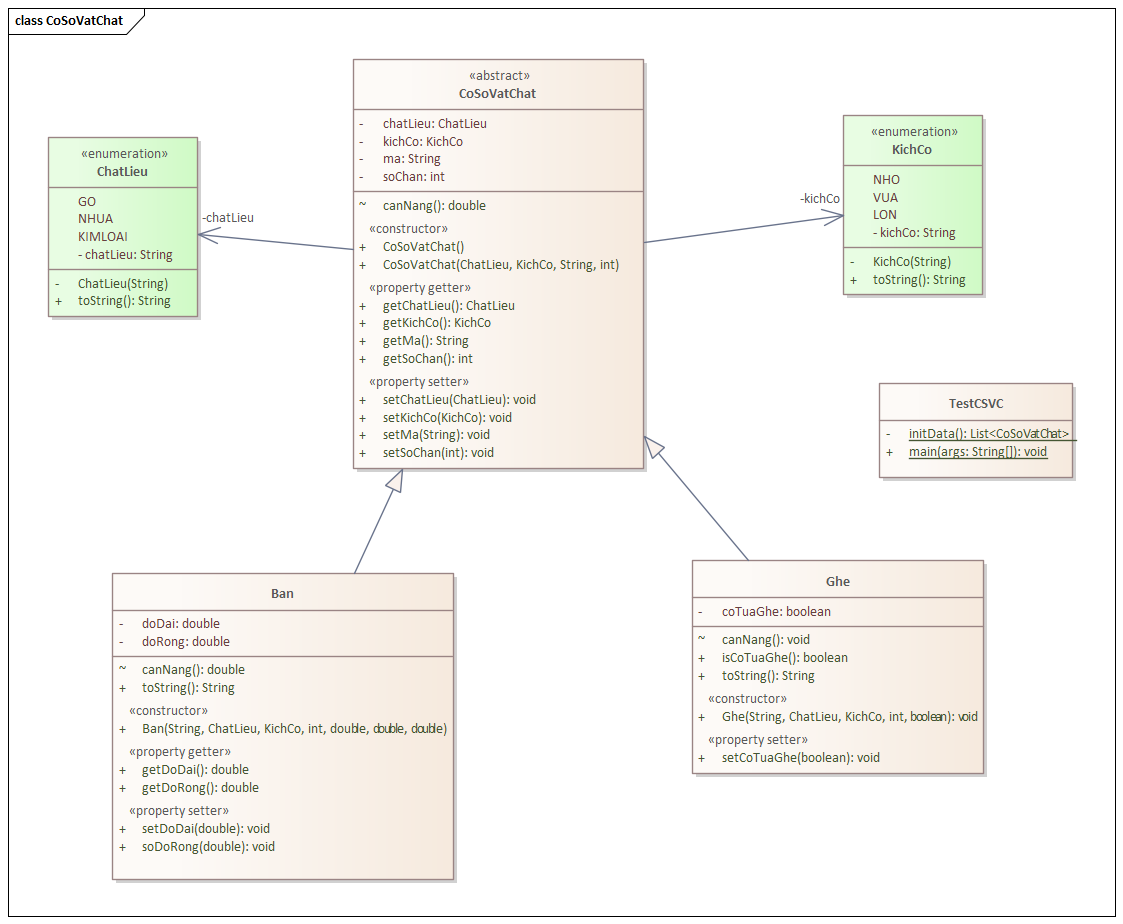 class CoSoVatChat
«abstract»
CoSoVatChat
- chatLieu: ChatLieu
- kichCo: KichCo
- ma: String
- soChan: int
~ canNang(): double
«constructor»
+ CoSoVatChat()
+ CoSoVatChat(ChatLieu, KichCo, String, int)
«property getter»
+ getChatLieu(): ChatLieu
+ getKichCo(): KichCo
+ getMa(): String
+ getSoChan(): int
«property setter»
+ setChatLieu(ChatLieu): void
+ setKichCo(KichCo): void
+ setMa(String): void
+ setSoChan(int): void
«enumeration»
ChatLieu
GO
NHUA
KIMLOAI
- chatLieu: String
- ChatLieu(String)
+ toString(): String
-chatLieu
-kichCo
«enumeration»
KichCo
NHO
VUA
LON
- kichCo: String
- KichCo(String)
+ toString(): String
TestCSVC
- initData(): List<CoSoVatChat>
+ main(args: String[]): void
Ban
- doDai: double
- doRong: double
~ canNang(): double
+ toString(): String
«constructor»
+ Ban(String, ChatLieu, KichCo, int, double, double, double)
«property getter»
+ getDoDai(): double
+ getDoRong(): double
«property setter»
+ setDoDai(double): void
+ soDoRong(double): void
Ghe
- coTuaGhe: boolean
~ canNang(): void
+ isCoTuaGhe(): boolean
+ toString(): String
«constructor»
+ Ghe(String, ChatLieu, KichCo, int, boolean): void
«property setter»
+ setCoTuaGhe(boolean): void